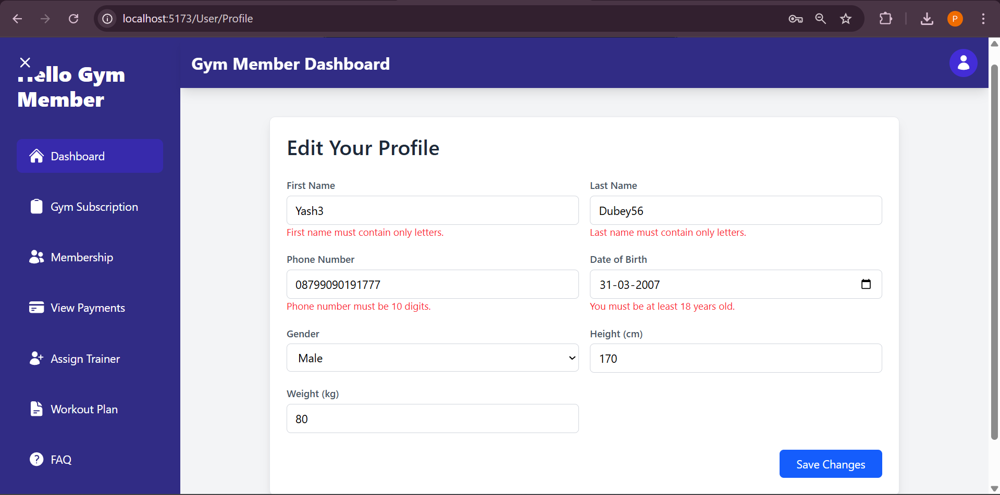 localhost:5173/User/Profile
P
Hello Gym
Member
Gym Member Dashboard
Dashboard
Gym Subscription
Membership
View Payments
Assign Trainer
Workout Plan
FAQ
Edit Your Profile
First Name
Last Name
Yash3
Dubey56
First name must contain only letters.
Last name must contain only letters.
Phone Number
Date of Birth
08799090191777
31-03-2007
Phone number must be 10 digits.
You must be at least 18 years old.
Gender
Height (cm)
Male
170
Weight (kg)
80
Save Changes